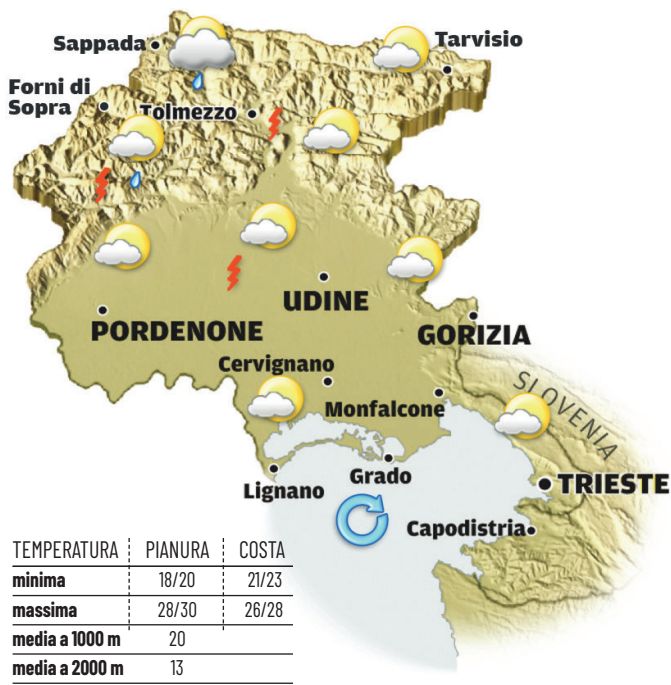 Sappada
Tarvisio
Forni di
Sopra
Tolmezzo
UDINE
PORDENONE
GORIZIA
Cervignano
SLOVENIA
Monfalcone
Grado
Lignano
TRIESTE
Capodistria
TEMPERATURA PIANURA COSTA
minima 18/20 21/23
massima 28/30 26/28
media a 1000 m 20
media a 2000 m 13